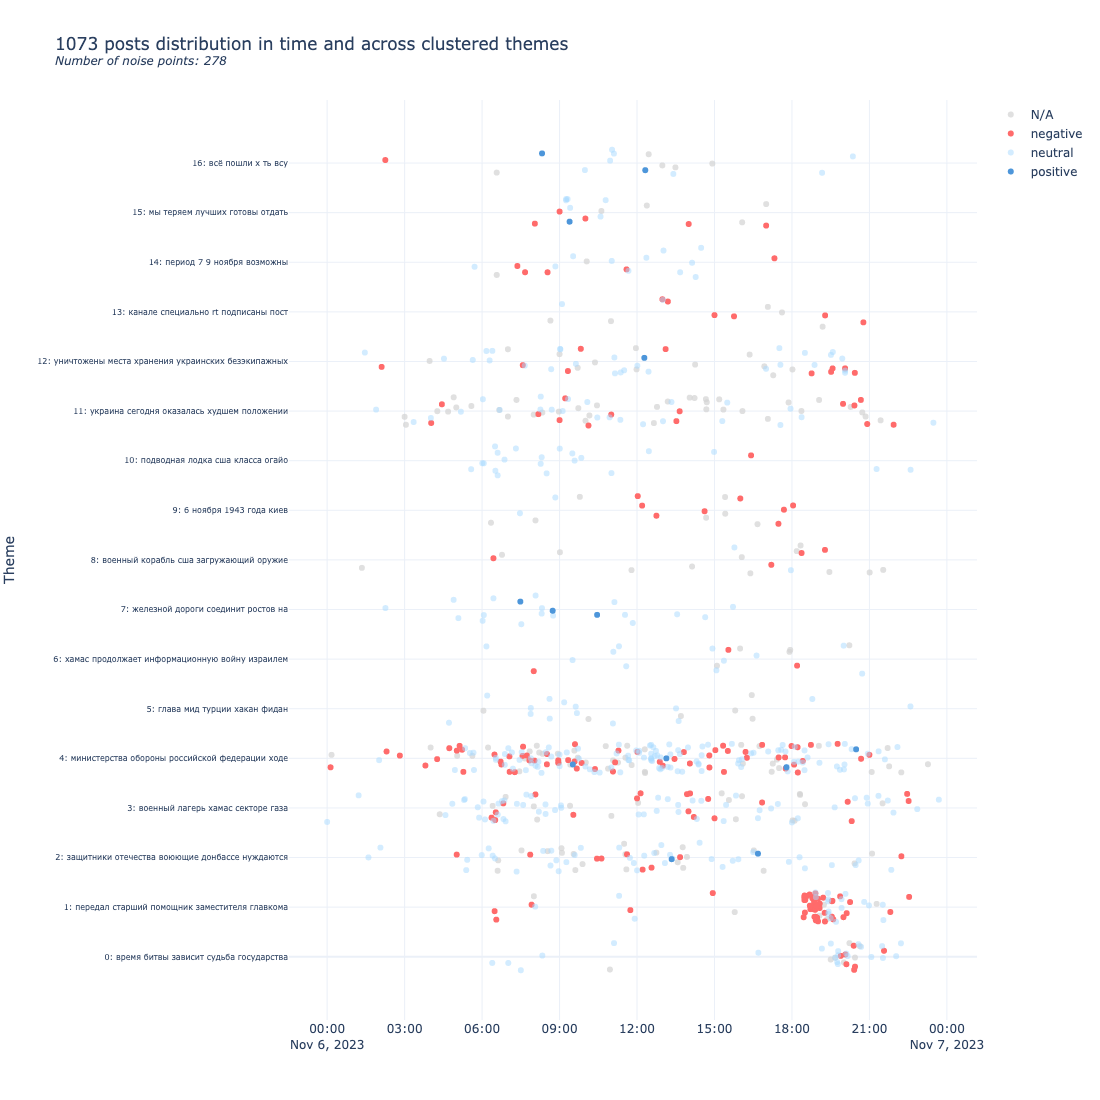 1073 posts distribution in time and across clustered themes
Number of noise points: 278
N/A
negative
neutral
positive
Theme
16: всё пошли х ть всу
15: мы теряем лучших готовы отдать
14: период 7 9 ноября возможны
13: канале специально rt подписаны пост
12: уничтожены места хранения украинских безэкипажных
11: украина сегодня оказалась худшем положении
10: подводная лодка сша класса огайо
9: 6 ноября 1943 года киев
8: военный корабль сша загружающий оружие
7: железной дороги соединит ростов на
6: хамас продолжает информационную войну израилем
5: глава мид турции хакан фидан
4: министерства обороны российской федерации ходе
3: военный лагерь хамас секторе газа
2: защитники отечества воюющие донбассе нуждаются
1: передал старший помощник заместителя главкома
0: время битвы зависит судьба государства
00:00 03:00 06:00 09:00 12:00 15:00 18:00 21:00 00:00
Nov 6, 2023 Nov 7, 2023